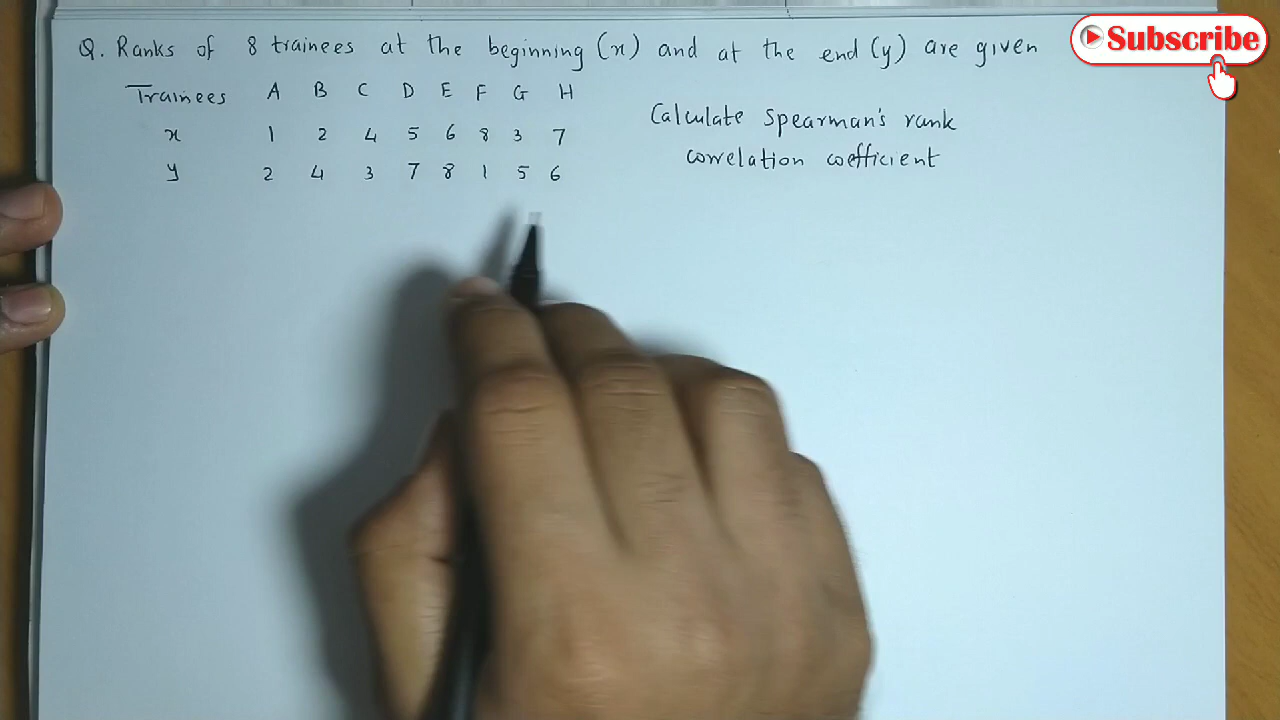 Q. Ranks of 8 trainees at the beginning (x) and at the end (y) are given
Subscribe
Trainees A B C D E F G H
x 1 2 4 5 6 8 3 7
y 2 4 3 7 8 1 5 6
Calculate Spearman's rank
correlation coefficient